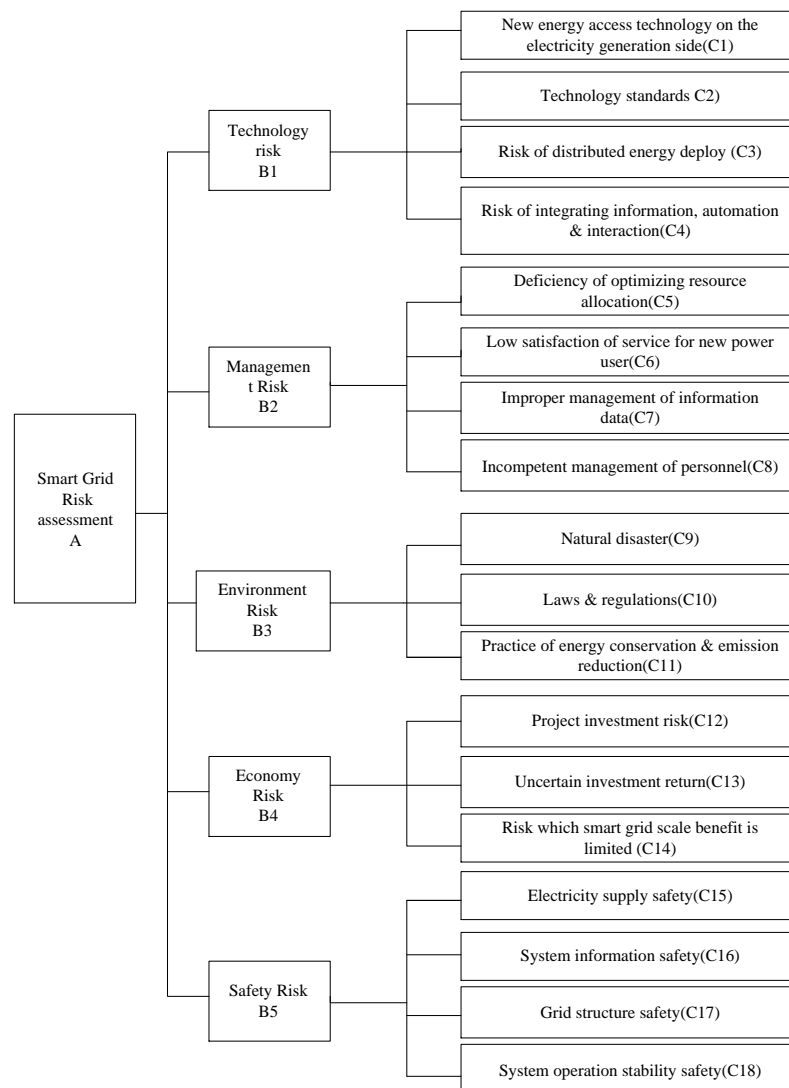 Smart Grid
Risk
assessment
A
Technology
risk
B1
New energy access technology on the
electricity generation side(C1)
Technology standards C2)
Risk of distributed energy deploy (C3)
Risk of integrating information, automation
& interaction(C4)
Managemen
t Risk
B2
Deficiency of optimizing resource
allocation(C5)
Low satisfaction of service for new power
user(C6)
Improper management of information
data(C7)
Incompetent management of personnel(C8)
Environment
Risk
B3
Natural disaster(C9)
Laws & regulations(C10)
Practice of energy conservation & emission
reduction(C11)
Economy
Risk
B4
Project investment risk(C12)
Uncertain investment return(C13)
Risk which smart grid scale benefit is
limited (C14)
Safety Risk
B5
Electricity supply safety(C15)
System information safety(C16)
Grid structure safety(C17)
System operation stability safety(C18)